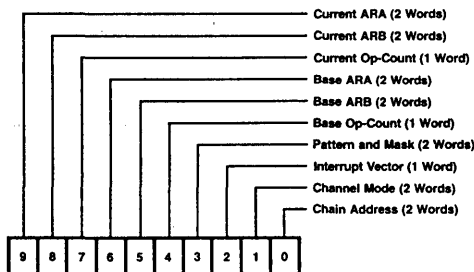 Current ARA (2 Words)
Current ARB (2 Words)
Current Op-Count (1 Word)
Base ARA (2 Words)
Base ARB (2 Words)
Base Op-Count (1 Word)
Pattern and Mask (2 Words)
Interrupt Vector (1 Word)
Channel Mode (2 Words)
Chain Address (2 Words)
9 8 7 6 5 4 3 2 1 0